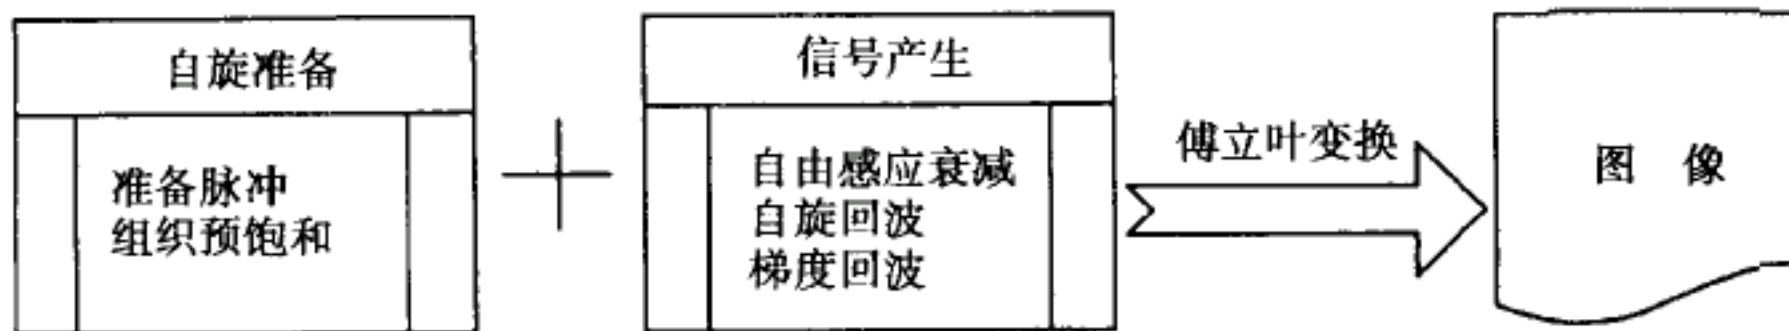 自旋准备
准备脉冲
组织预饱和
信号产生
自由感应衰减
自旋回波
梯度回波
傅立叶变换
图 像